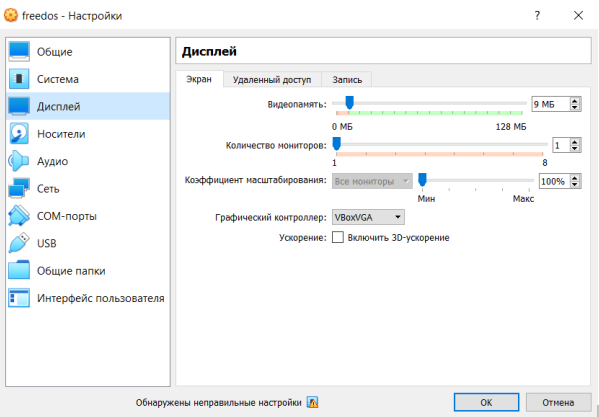 freedos - Настройки
?
Общие
Система
Дисплей
Носители
Аудио
Сеть
COM-порты
USB
Общие папки
Интерфейс пользователя
Дисплей
Экран Удаленный доступ Запись
Видеопамять: 9 МБ
0 МБ 128 МБ
Количество мониторов: 1
1 8
Коэффициент масштабирования: Все мониторы 100%
Мин Макс
Графический контроллер: VBoxVGA
Ускорение: Включить 3D-ускорение
Обнаружены неправильные настройки OK Отмена